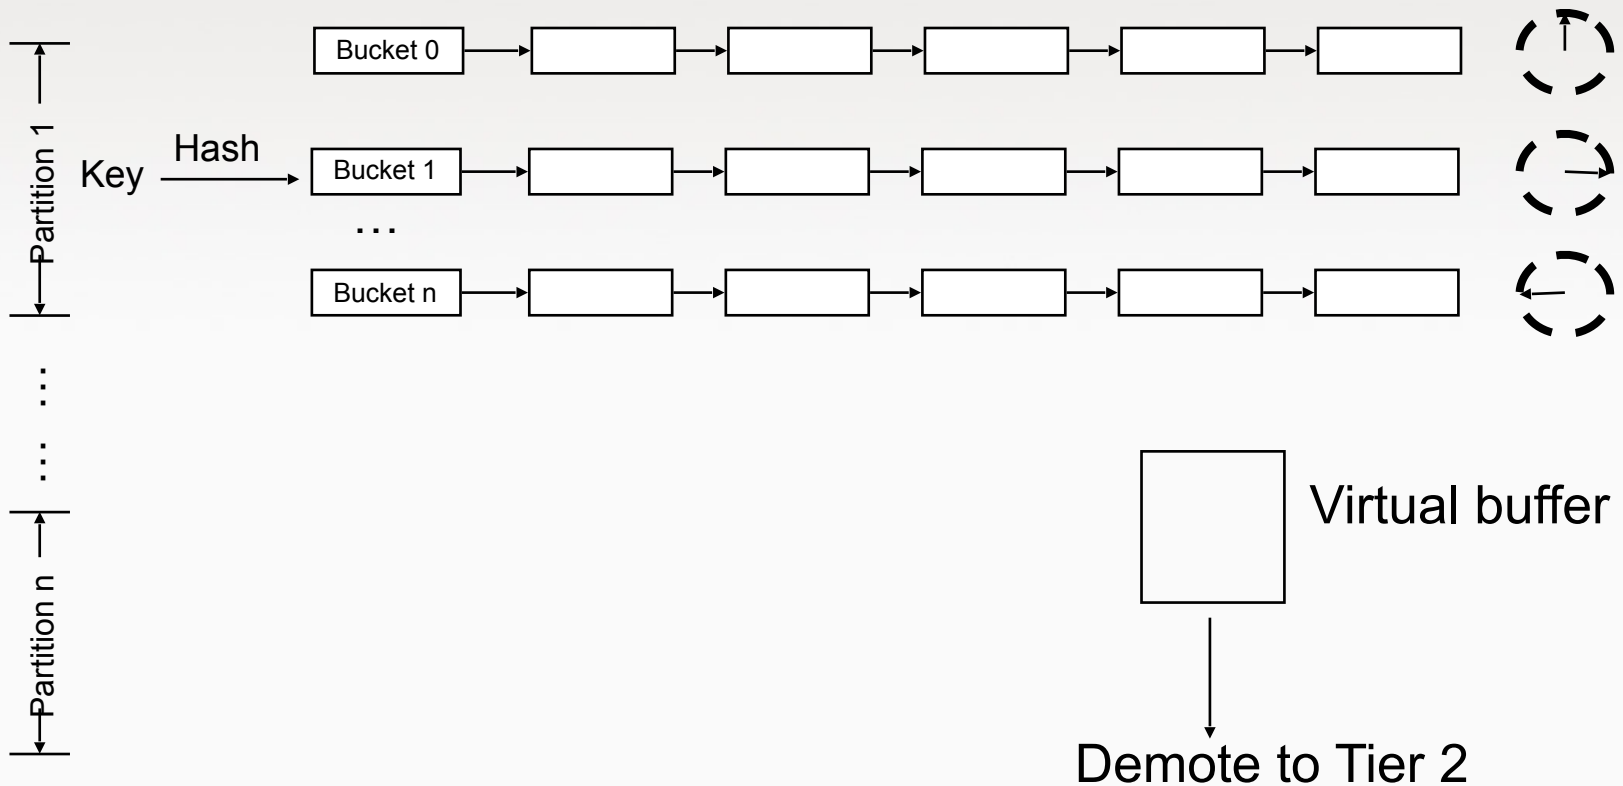 Bucket 0
Partition 1
Key
Hash
Bucket 1
...
Bucket n
... ...
Partition n
Virtual buffer
Demote to Tier 2